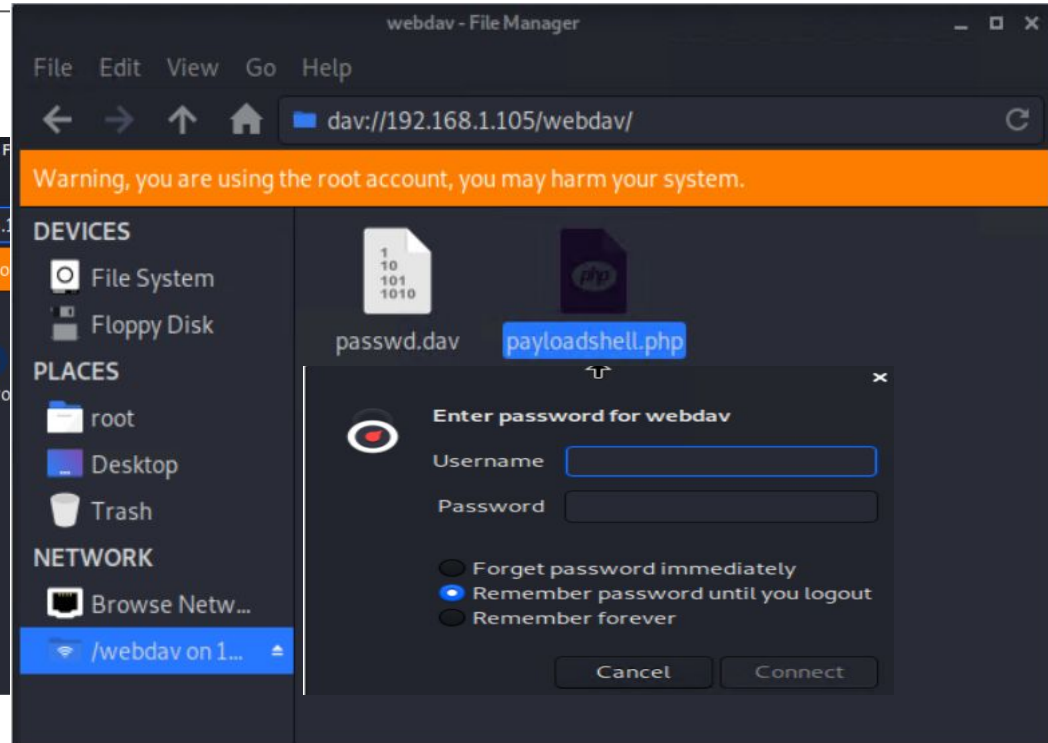 webdav - File Manager
File Edit View Go Help
dav://192.168.1.105/webdav/
Warning, you are using the root account, you may harm your system.
DEVICES
File System
Floppy Disk
PLACES
root
Desktop
Trash
NETWORK
Browse Netw...
/webdav on 1...
1
10
101
1010
php
passwd.dav
payloadshell.php
Enter password for webdav
Username
Password
Forget password immediately
Remember password until you logout
Remember forever
Cancel
Connect